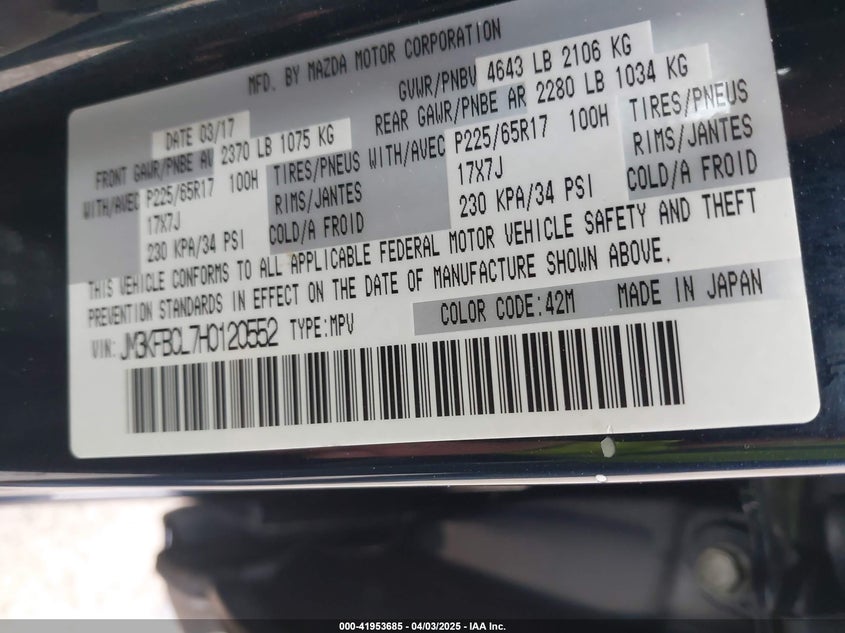 MFD. BY MAZDA MOTOR CORPORATION
DATE 03/17 GVWR/PNBV 4643 LB 2106 KG
FRONT GAWR/PNBE AV 2370 LB 1075 KG REAR GAWR/PNBE AR 2280 LB 1034 KG
WITH/AVEC P225/65R17 100H TIRES/PNEUS WITH/AVEC P225/65R17 100H TIRES/PNEUS
17X7J RIMS/JANTES 17X7J RIMS/JANTES
230 KPA/34 PSI COLD/A FROID 230 KPA/34 PSI COLD/A FROID
THIS VEHICLE CONFORMS TO ALL APPLICABLE FEDERAL MOTOR VEHICLE SAFETY AND THEFT
PREVENTION STANDARDS IN EFFECT ON THE DATE OF MANUFACTURE SHOWN ABOVE.
VIN: JM3KFBCL7H0120552 TYPE:MPV COLOR CODE:42M MADE IN JAPAN
000-41953685 - 04/03/2025 - IAA Inc.